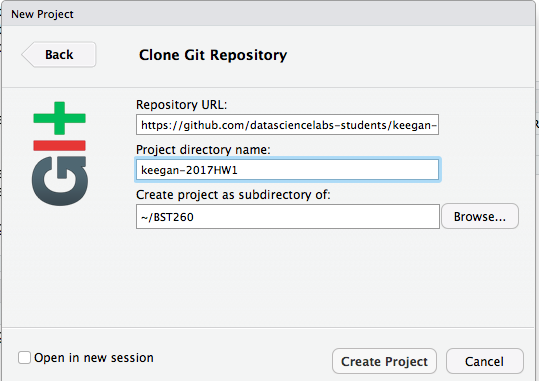 New Project
Back
Clone Git Repository
git
Repository URL:
https://github.com/datasciencelabs-students/keegan-
Project directory name:
keegan-2017HW1
Create project as subdirectory of:
~/BST260
Browse...
Open in new session
Create Project
Cancel